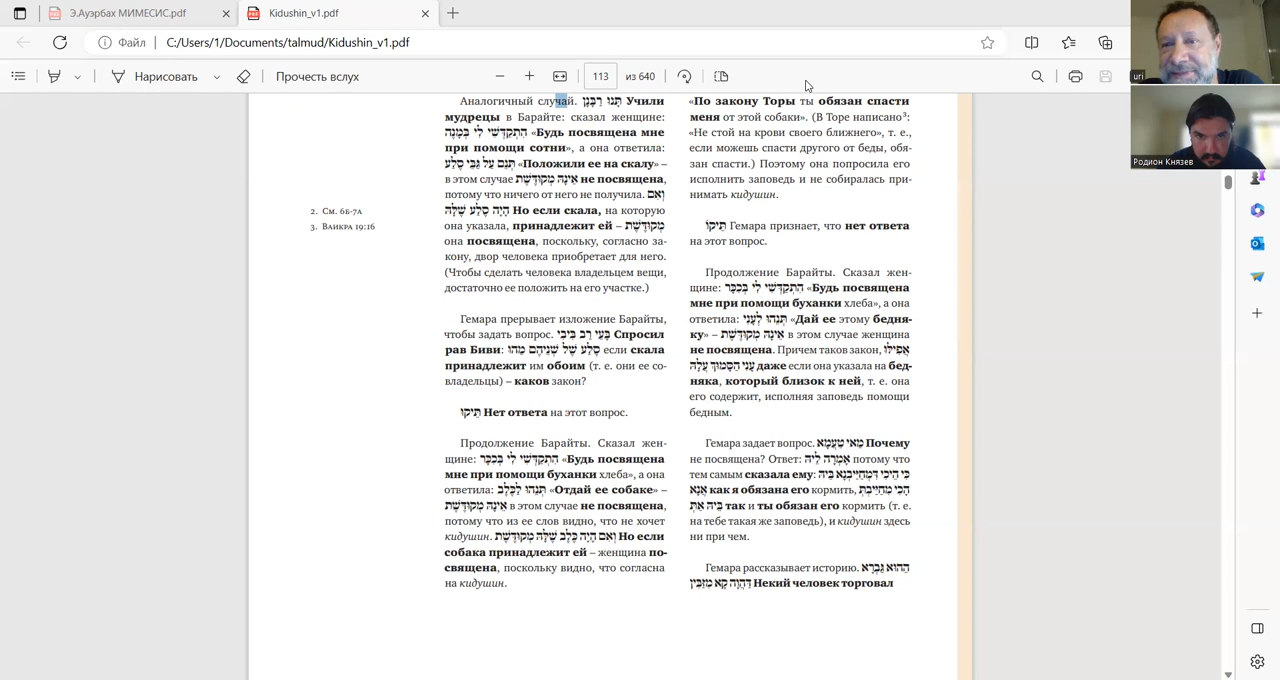 Э.Ауэрбах МИМЕСИС.pdf
Kidushin_v1.pdf
Файл
C:/Users/1/Documents/talmud/Kidushin_v1.pdf
Нарисовать
Прочесть вслух
113 из 640
uri
Родион Князев
2. См. 6Б-7А
3. Ваикра 19:16
Аналогичный случай. תָּנוּ רַבָּנָן Учили
мудрецы в Барайте: сказал женщине:
הִתְקַדְּשִׁי לִי בְּמָנֶה «Будь посвящена мне
при помощи сотни», а она ответила:
תְּנֵם עַל גַּבֵּי סֶלַע «Положили ее на скалу» –
в этом случае אֵינָהּ מְקוּדֶּשֶׁת не посвящена,
потому что ничего от него не получила. וְאִם
הָיָה סֶלַע שֶׁלָּהּ Но если скала, на которую
она указала, принадлежит ей – מְקוּדֶּשֶׁת
она посвящена, поскольку, согласно за-
кону, двор человека приобретает для него.
(Чтобы сделать человека владельцем вещи,
достаточно ее положить на его участке.)
Гемара прерывает изложение Барайты,
чтобы задать вопрос. בָּעֵי רַב בִּיבִי Спросил
рав Биви: סֶלַע שֶׁל שְׁנֵיהֶם מַהוּ если скала
принадлежит им обоим (т. е. они ее со-
владельцы) – каков закон?
תֵּיקוּ Нет ответа на этот вопрос.
Продолжение Барайты. Сказал жен-
щине: הִתְקַדְּשִׁי לִי בְּכִכָּר «Будь посвящена
мне при помощи буханки хлеба», а она
ответила: תְּנֵהוּ לְכֶלֶב «Отдай ее собаке» –
в этом случае אֵינָהּ מְקוּדֶּשֶׁת не посвящена,
потому что из ее слов видно, что не хочет
кидушин. וְאִם הָיָה כֶּלֶב שֶׁלָּהּ מְקוּדֶּשֶׁת Но если
собака принадлежит ей – женщина по-
священа, поскольку видно, что согласна
на кидушин.
«По закону Торы ты обязан спасти
меня от этой собаки». (В Торе написано³:
«Не стой на крови своего ближнего», т. е.,
если можешь спасти другого от беды, обя-
зан спасти.) Поэтому она попросила его
исполнить заповедь и не собиралась при-
нимать кидушин.
תֵּיקוּ Гемара признает, что нет ответа
на этот вопрос.
Продолжение Барайты. Сказал жен-
щине: הִתְקַדְּשִׁי לִי בְּכִכָּר «Будь посвящена
мне при помощи буханки хлеба», а она
ответила: תְּנֵהוּ לְעָנִי «Дай ее этому бедня-
ку» – אֵינָהּ מְקוּדֶּשֶׁת в этом случае женщина
не посвящена. Причем таков закон, אֲפִילּוּ
עָנִי הַסָּמוּךְ עָלֶהָ даже если она указала на бед-
няка, который близок к ней, т. е. она
его содержит, исполняя заповедь помощи
бедным.
Гемара задает вопрос. מַאי טַעְמָא Почему
не посвящена? Ответ: אָמְרָה לֵיהּ потому что
тем самым сказала ему: כִּי הֵיכִי דִּמְחַיַּיבְנָא בֵּיהּ
אֲנָא как я обязана его кормить, הָכִי מִחַיְּיבַתְּ
בֵּיהּ אַתְּ так и ты обязан его кормить (т. е.
на тебе такая же заповедь), и кидушин здесь
ни при чем.
Гемара рассказывает историю. הַהוּא גַּבְרָא
דַּהֲוָה קָא מְזַבֵּין Некий человек торговал